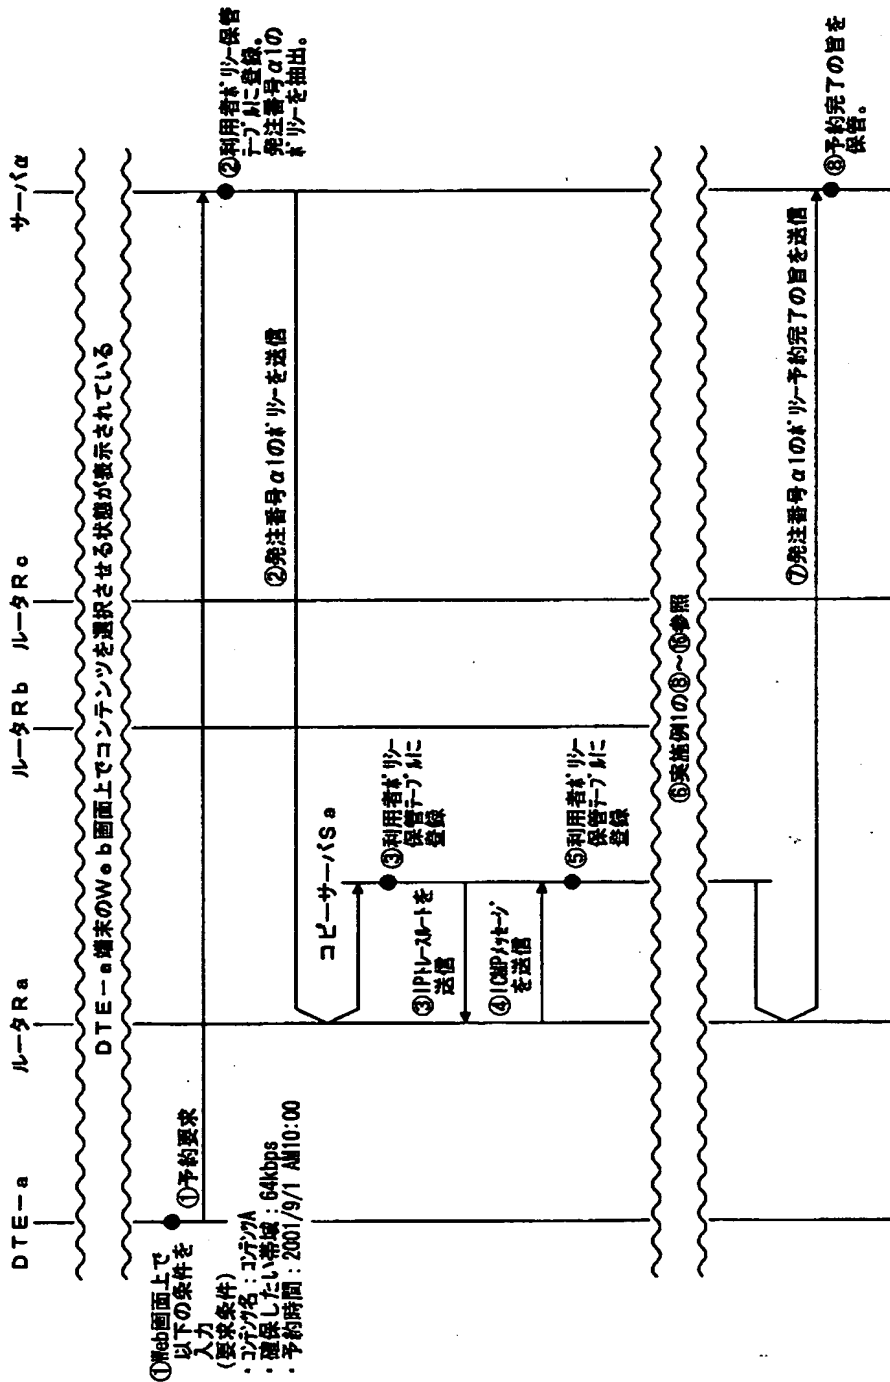 DTE-a
ルータRa
ルータRb
ルータRc
サーバα
DTE-a端末のWeb画面上でコンテンツを選択させる状態が表示されている
①Web画面上で
以下の条件を
入力
(要求条件)
・コンテンツ名:コンテンツA
・確保したい帯域:64kbps
・予約時間:2001/9/1 AM10:00
①予約要求
②利用者ポリシー保管
テーブルに登録。
発注番号α1の
ポリシーを抽出。
②発注番号α1のポリシーを送信
コピーサーバSa
③利用者ポリシー
保管テーブルに
登録
③IPトレースルートを
送信
④ICMPメッセージ
を送信
⑤利用者ポリシー
保管テーブルに
登録
⑥実施例1の⑧~⑯参照
⑦発注番号α1のポリシー予約完了の旨を送信
⑧予約完了の旨を
保管。